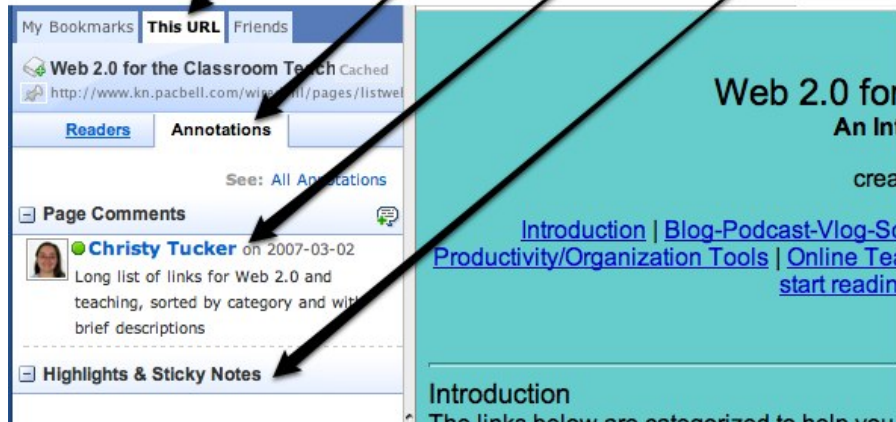 My Bookmarks This URL Friends
Web 2.0 for the Classroom Teach Cached
http://www.kn.pacbell.com/wired/fil/pages/listwel
Readers Annotations
See: All Annotations
Page Comments
Christy Tucker on 2007-03-02
Long list of links for Web 2.0 and
teaching, sorted by category and with
brief descriptions
Highlights & Sticky Notes
Web 2.0 for
An In
crea
Introduction | Blog-Podcast-Vlog-Sc
Productivity/Organization Tools | Online Tea
start readin
Introduction
The links below are categorized to help you